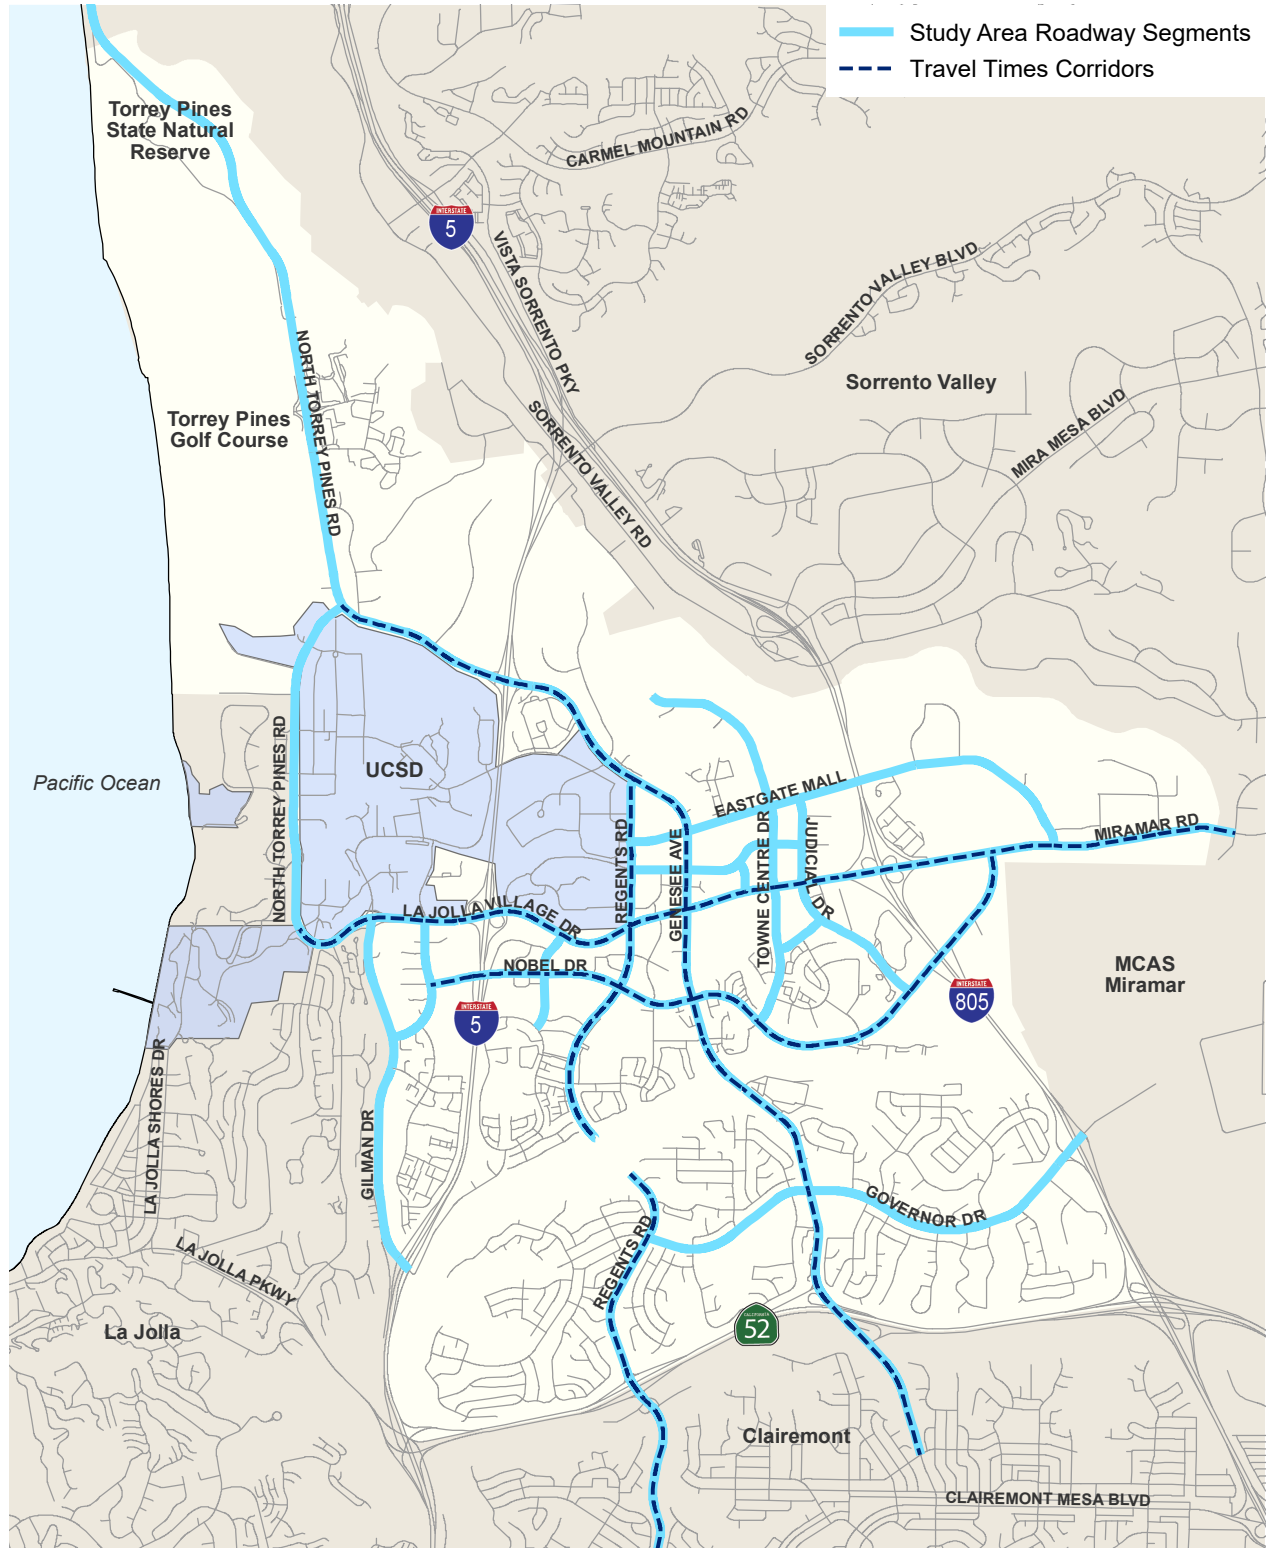 Study Area Roadway Segments
Travel Times Corridors
Torrey Pines
State Natural
Reserve
CARMEL MOUNTAIN RD
INTERSTATE
5
VISTA SORRENTO PKY
SORRENTO VALLEY BLVD
NORTH TORREY PINES RD
Sorrento Valley
Torrey Pines
Golf Course
SORRENTO VALLEY RD
MIRA MESA BLVD
UCSD
Pacific Ocean
NORTH TORREY PINES RD
EASTGATE MALL
MIRAMAR RD
REGENTS RD
GENESEE AVE
TOWNE CENTRE DR
JUDICIAL DR
LA JOLLA VILLAGE DR
NOBEL DR
MCAS
Miramar
INTERSTATE
805
INTERSTATE
5
LA JOLLA SHORES DR
GILMAN DR
GOVERNOR DR
REGENTS RD
LA JOLLA PKWY
La Jolla
CALIFORNIA
52
Clairemont
CLAIREMONT MESA BLVD